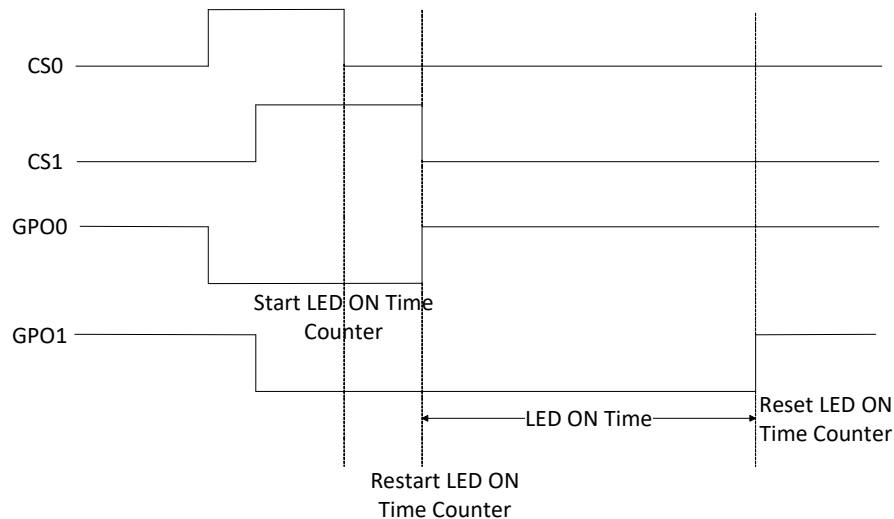 CS0
CS1
GPO0
Start LED ON Time
Counter
GPO1
LED ON Time
Reset LED ON
Time Counter
Restart LED ON
Time Counter